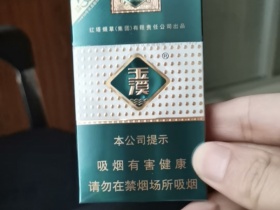 红塔烟草(集团)有限责任公司出品
玉溪
®
本公司提示
吸烟有害健康
请勿在禁烟场所吸烟